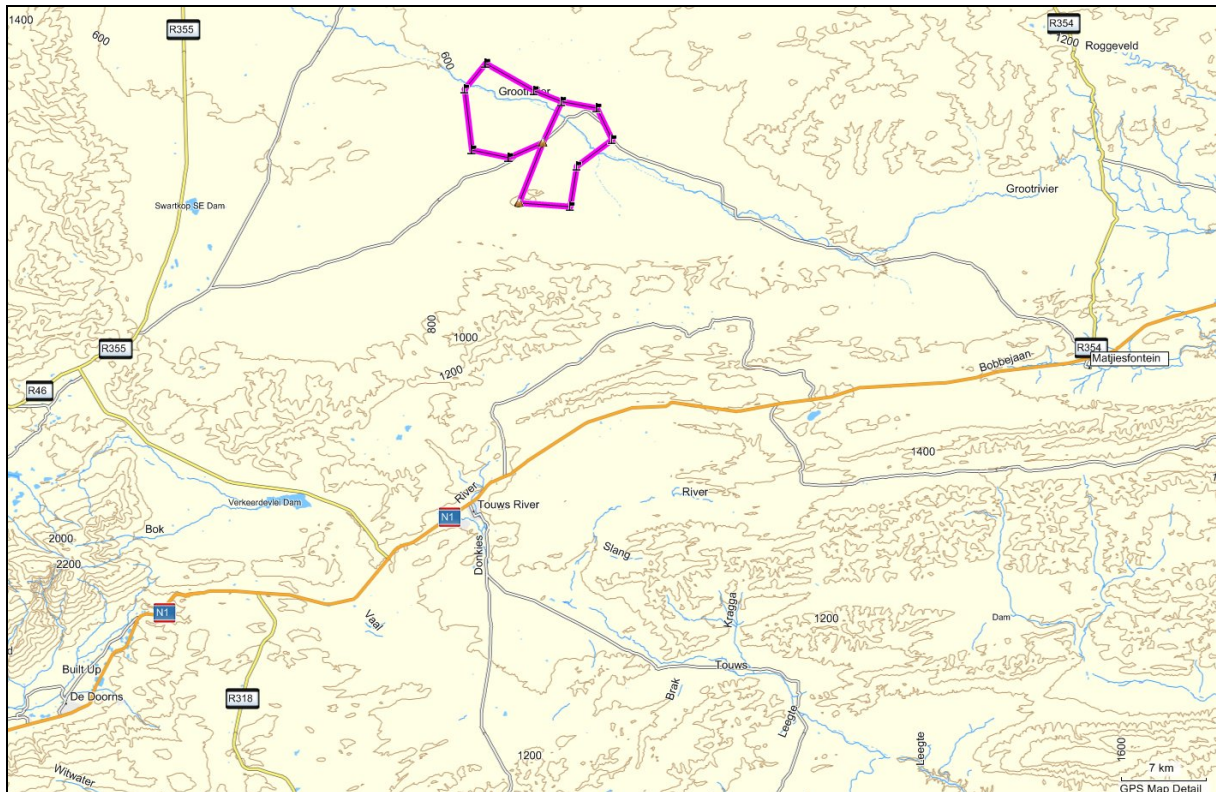 1400
R355
R354
Roggeveld
1200
600
600
Grootrivier
Grootrivier
Swartkop SE Dam
800
1000
R355
R354
Matjiesfontein
Bobbejaan
1200
R46
1400
River
River
Verkeerdevlei Dam
Touws River
N1
Bok
2000
Donkies
Slang
2200
N1
Vaal
Kragga
1200
Dam
Built Up
Touws
De Doorns
R318
Brak
Leegte
Leegte
1200
1600
Witwater
7 km
GPS Map Detail